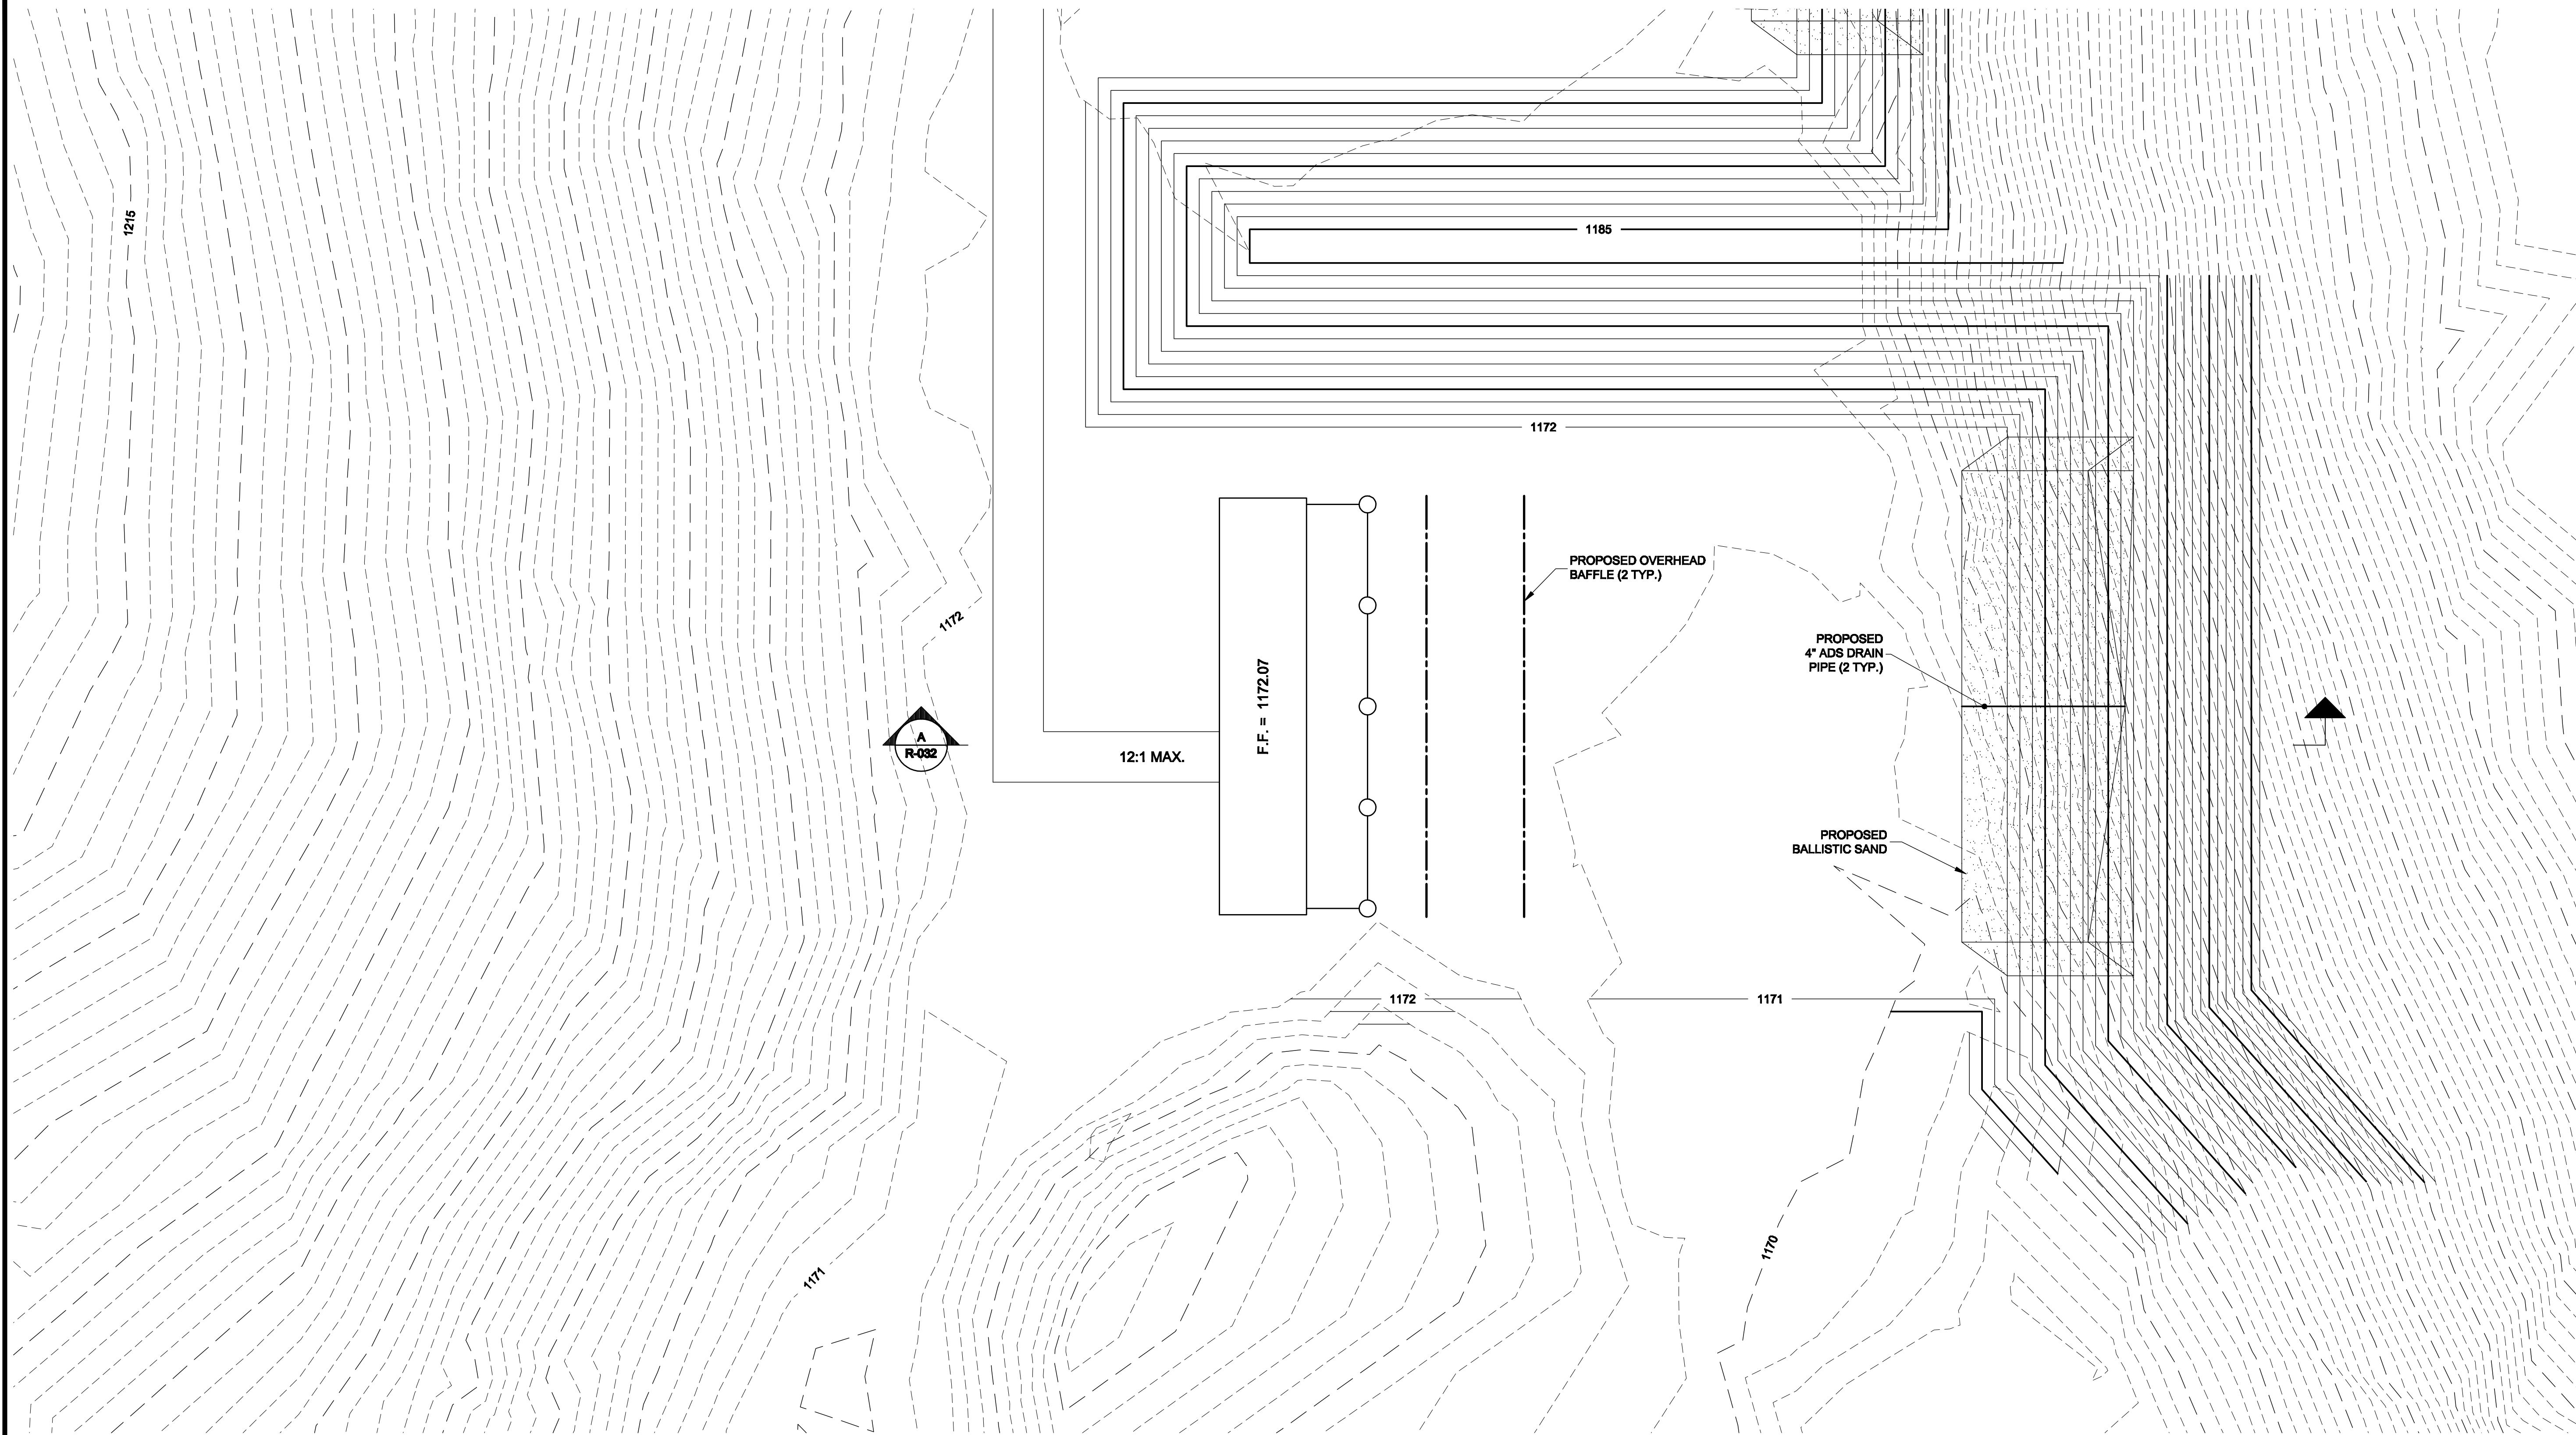 1215
1185
1172
PROPOSED OVERHEAD
BAFFLE (2 TYP.)
1172
PROPOSED
4" ADS DRAIN
PIPE (2 TYP.)
F.F. = 1172.07
A
R-032
12:1 MAX.
PROPOSED
BALLISTIC SAND
1172
1171
1170
1171